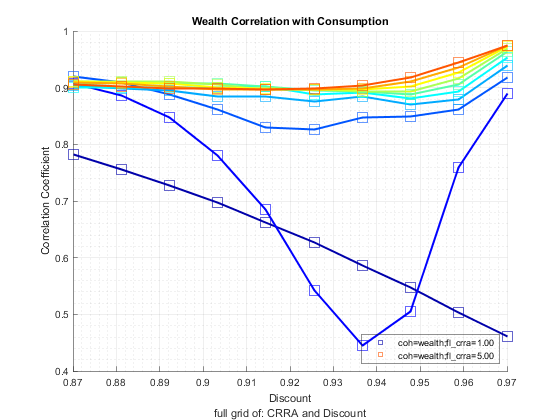 Wealth Correlation with Consumption
1
0.9
0.8
0.7
0.6
0.5
0.4
Correlation Coefficient
coh=wealth;fl_crra=1.00
coh=wealth;fl_crra=5.00
0.87 0.88 0.89 0.90 0.91 0.92 0.93 0.94 0.95 0.96 0.97
Discount
full grid of: CRRA and Discount